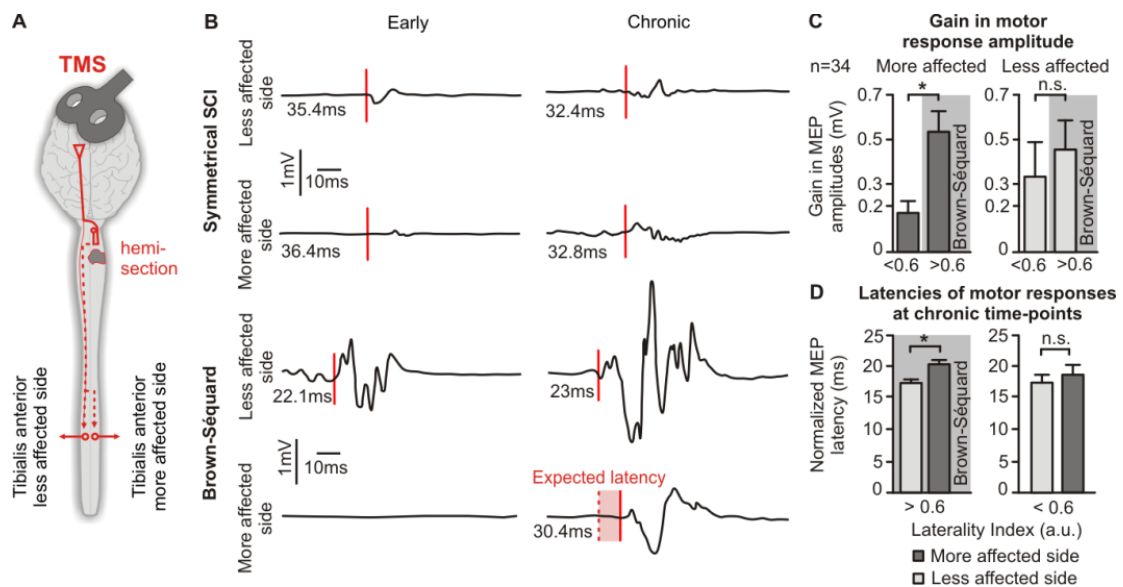 A
TMS
hemi-
section
Tibialis anterior
less affected side
Tibialis anterior
more affected side
B
Early
Chronic
Symmetrical SCI
Less affected
side
35.4ms
32.4ms
1mV
10ms
More affected
side
36.4ms
32.8ms
Brown-Séquard
Less affected
side
22.1ms
23ms
1mV
10ms
More affected
side
Expected latency
30.4ms
C
Gain in motor
response amplitude
n=34
More affected
Less affected
Gain in MEP
amplitudes (mV)
0.7
0.5
0.3
0.2
0
*
Brown-Séquard
<0.6
>0.6
0.7
0.5
0.3
0.2
0
n.s.
Brown-Séquard
<0.6
>0.6
D
Latencies of motor responses
at chronic time-points
Normalized MEP
latency (ms)
25
20
15
10
15
0
*
Brown-Séquard
> 0.6
25
20
15
10
15
0
n.s.
< 0.6
Laterality Index (a.u.)
More affected side
Less affected side